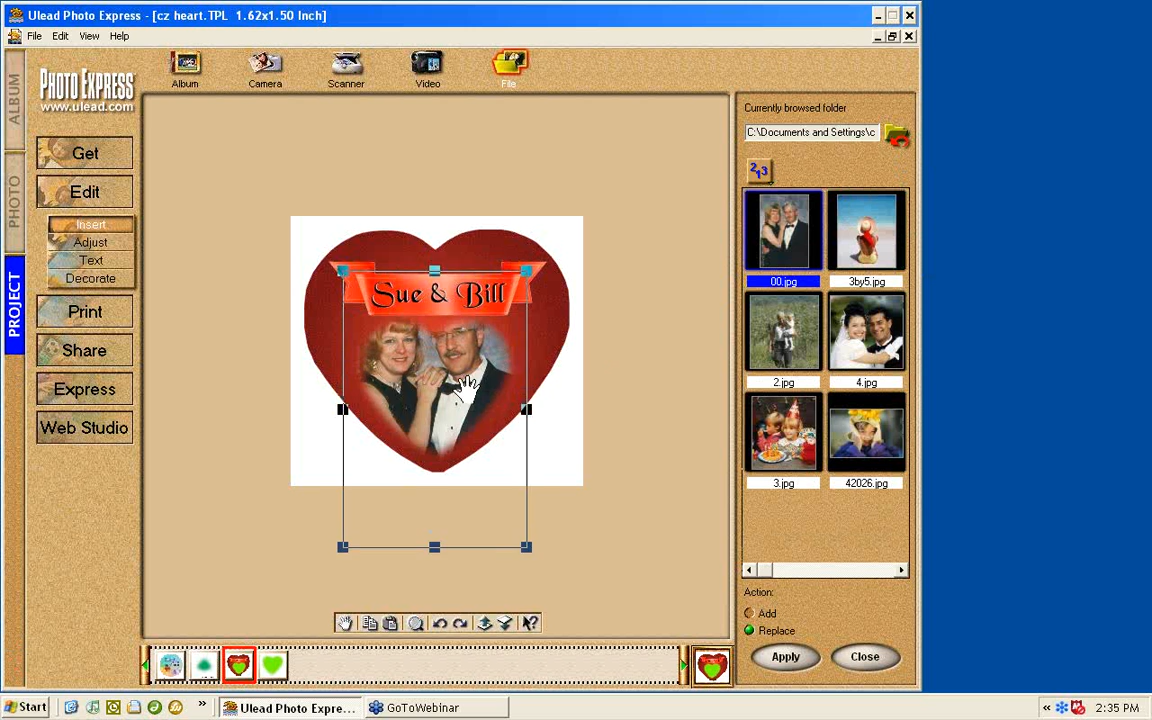 Ulead Photo Express - [cz heart.TPL 1.62x1.50 Inch]
File Edit View Help
PHOTO EXPRESS
www.ulead.com
Album Camera Scanner Video File
ALBUM
PHOTO
PROJECT
Get
Edit
Insert
Adjust
Text
Decorate
Print
Share
Express
Web Studio
Sue & Bill
Currently browsed folder
C:\Documents and Settings\c
213
00.jpg 3by5.jpg
2.jpg 4.jpg
3.jpg 42026.jpg
Action:
Add
Replace
Apply Close
Start » Ulead Photo Expre... GoToWebinar « 2:35 PM